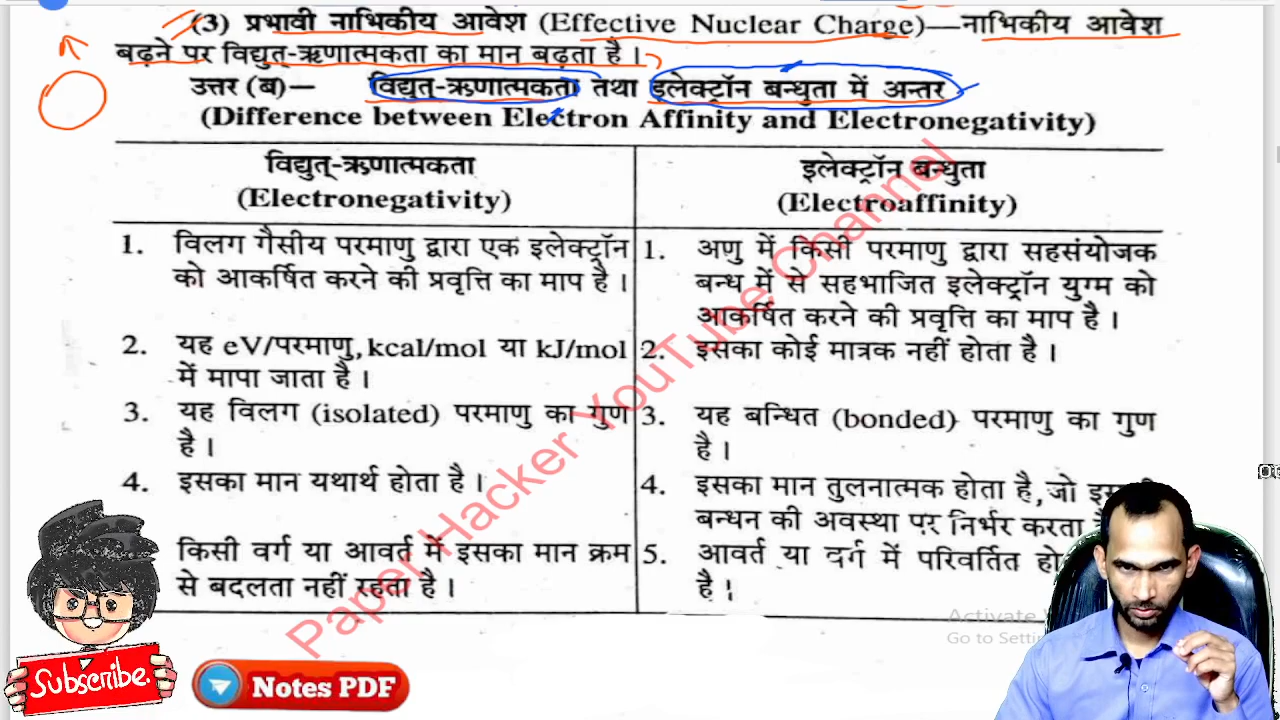 (3) प्रभावी नाभिकीय आवेश (Effective Nuclear Charge)—नाभिकीय आवेश
बढ़ने पर विद्युत्-ऋणात्मकता का मान बढ़ता है।
उत्तर (ब)— विद्युत्-ऋणात्मकता तथा इलेक्ट्रॉन बन्धुता में अन्तर
(Difference between Electron Affinity and Electronegativity)
विद्युत्-ऋणात्मकता
(Electronegativity)
1. विलग गैसीय परमाणु द्वारा एक इलेक्ट्रॉन
को आकर्षित करने की प्रवृत्ति का माप है।
2. यह eV/परमाणु, kcal/mol या kJ/mol
में मापा जाता है।
3. यह विलग (isolated) परमाणु का गुण
है।
4. इसका मान यथार्थ होता है।
किसी वर्ग या आवर्त में इसका मान क्रम
से बदलता नहीं रहता है।
इलेक्ट्रॉन बन्धुता
(Electroaffinity)
1. अणु में किसी परमाणु द्वारा सहसंयोजक
बन्ध में से सहभाजित इलेक्ट्रॉन युग्म को
आकर्षित करने की प्रवृत्ति का माप है।
2. इसका कोई मात्रक नहीं होता है।
3. यह बन्धित (bonded) परमाणु का गुण
है।
4. इसका मान तुलनात्मक होता है, जो
बन्धन की अवस्था पर निर्भर करता
5. आवर्त या वर्ग में परिवर्तित
है।
Paper Hacker YouTube Channel
Activate
Go to
Subscribe.
Notes PDF